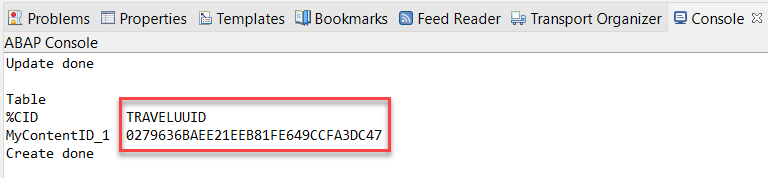 Problems Properties Templates Bookmarks Feed Reader Transport Organizer Console
ABAP Console
Update done
Table
%CID TRAVELUUID
MyContentID_1 0279636BAEE21EEB81FE649CCFA3DC47
Create done